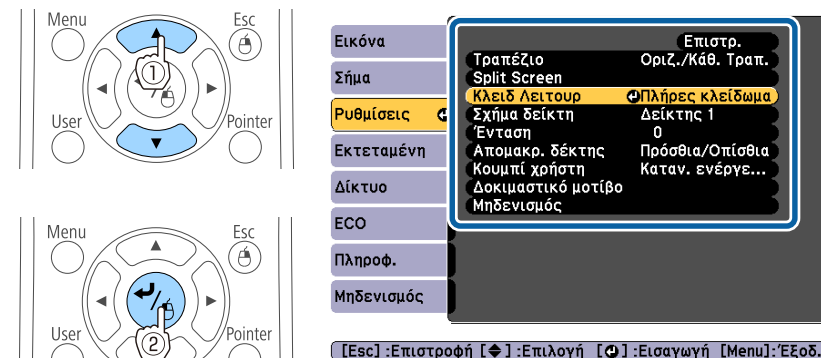 Menu
Esc
1
User
Pointer
Menu
Esc
User
2
Pointer
Εικόνα
Σήμα
Ρυθμίσεις
Εκτεταμένη
Δίκτυο
ECO
Πληροφ.
Μηδενισμός
Επιστρ.
Τραπέζιο Οριζ./Κάθ. Τραπ.
Split Screen
Κλειδ Λειτουρ Πλήρες κλείδωμα
Σχήμα δείκτη Δείκτης 1
Ένταση 0
Απομακρ. δέκτης Πρόσθια/Οπίσθια
Κουμπί χρήστη Καταν. ενέργε...
Δοκιμαστικό μοτίβο
Μηδενισμός
[Esc] :Επιστροφή [◆] :Επιλογή [⏎] :Εισαγωγή [Menu]:Έξοδ